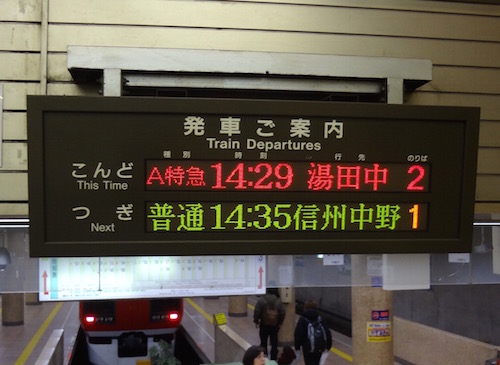 発車ご案内
Train Departures
種別 時刻 行先 のりば
こんど A特急 14:29 湯田中 2
This Time
つぎ 普通 14:35 信州中野 1
Next